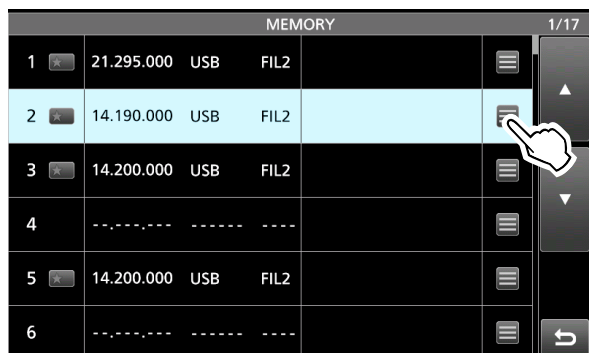 MEMORY 1/17
1 21.295.000 USB FIL2
2 14.190.000 USB FIL2
3 14.200.000 USB FIL2
4 --.---.--- ------ ----
5 14.200.000 USB FIL2
6 --.---.--- ------ ----